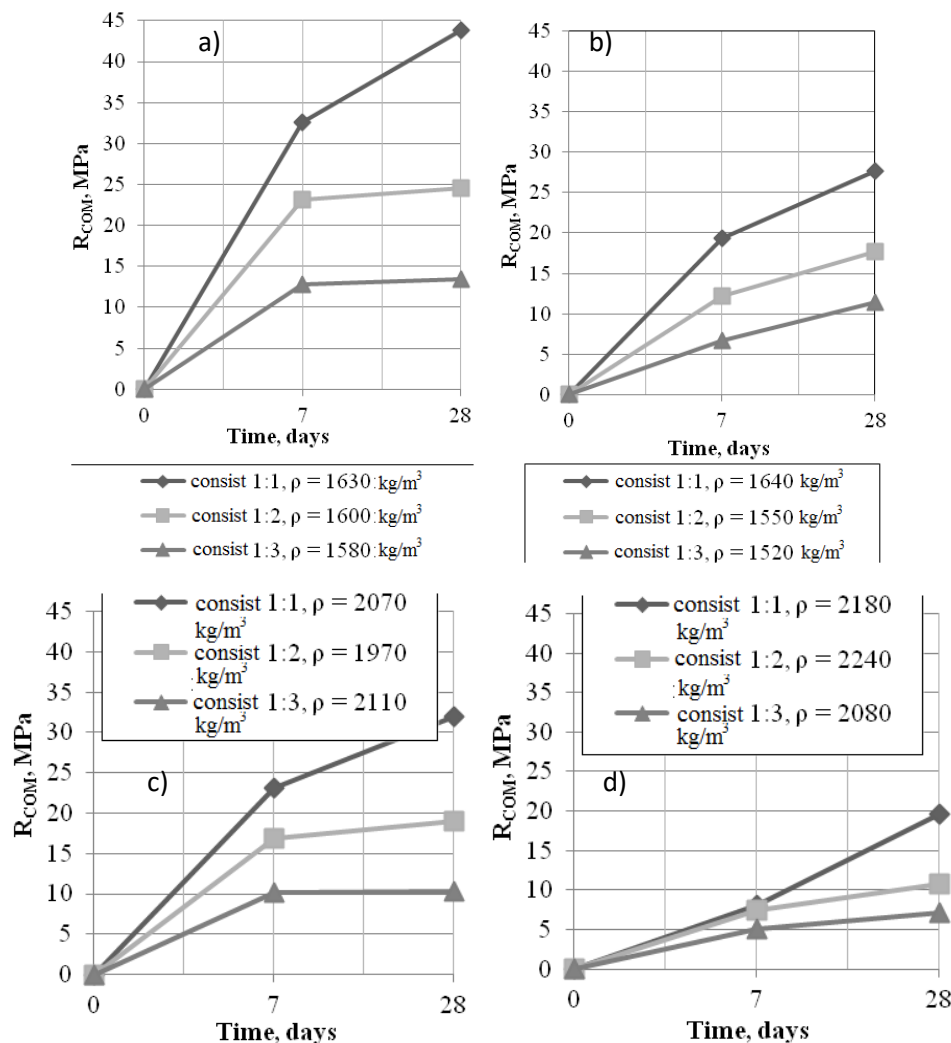 a)
45
40
35
30
25
20
15
10
5
0
R_COM, MPa
0 7 28
Time, days
consist 1:1, ρ = 1630 kg/m³
consist 1:2, ρ = 1600 kg/m³
consist 1:3, ρ = 1580 kg/m³
b)
45
40
35
30
25
20
15
10
5
0
R_COM, MPa
0 7 28
Time, days
consist 1:1, ρ = 1640 kg/m³
consist 1:2, ρ = 1550 kg/m³
consist 1:3, ρ = 1520 kg/m³
consist 1:1, ρ = 2070
kg/m³
consist 1:2, ρ = 1970
kg/m³
consist 1:3, ρ = 2110
kg/m³
c)
45
40
35
30
25
20
15
10
5
0
R_COM, MPa
0 7 28
Time, days
consist 1:1, ρ = 2180
kg/m³
consist 1:2, ρ = 2240
kg/m³
consist 1:3, ρ = 2080
kg/m³
d)
45
40
35
30
25
20
15
10
5
0
R_COM, MPa
0 7 28
Time, days